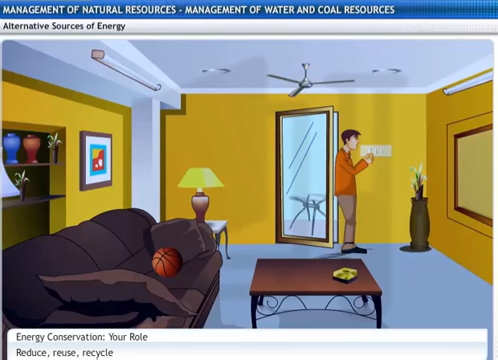 MANAGEMENT OF NATURAL RESOURCES - MANAGEMENT OF WATER AND COAL RESOURCES
Alternative Sources of Energy
Energy Conservation: Your Role
Reduce, reuse, recycle